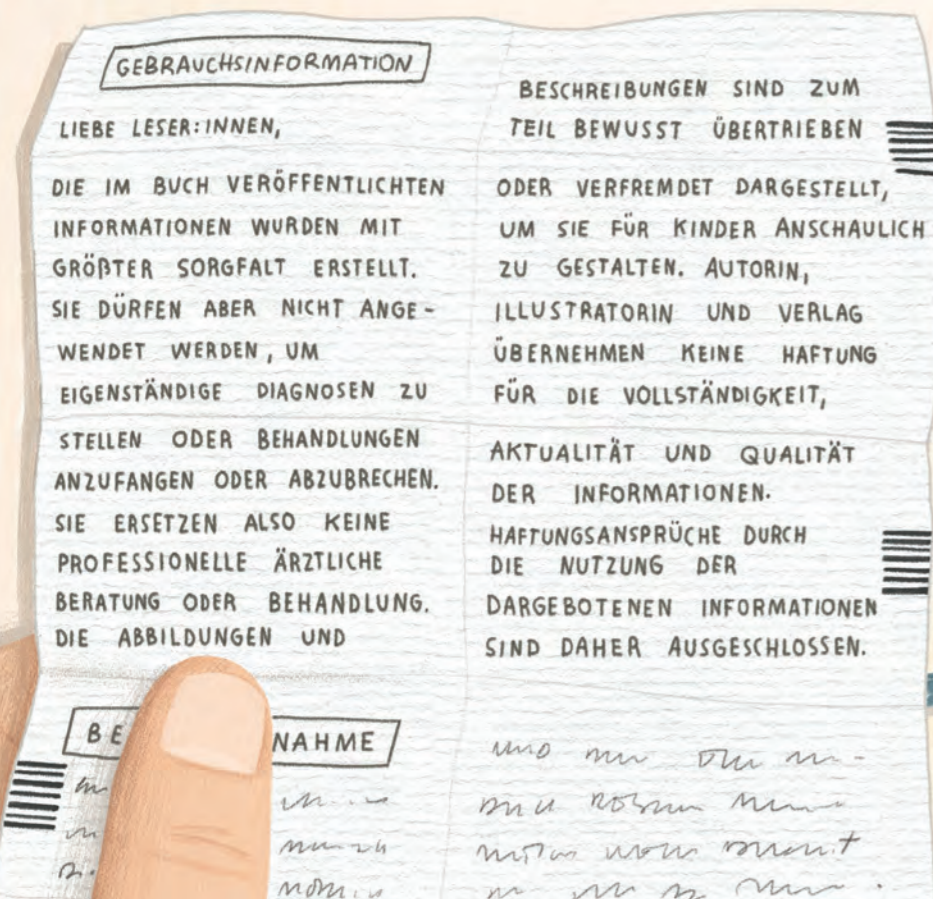 GEBRAUCHSINFORMATION
LIEBE LESER:INNEN,
DIE IM BUCH VERÖFFENTLICHTEN
INFORMATIONEN WURDEN MIT
GRÖßTER SORGFALT ERSTELLT.
SIE DÜRFEN ABER NICHT ANGE-
WENDET WERDEN, UM
EIGENSTÄNDIGE DIAGNOSEN ZU
STELLEN ODER BEHANDLUNGEN
ANZUFANGEN ODER ABZUBRECHEN.
SIE ERSETZEN ALSO KEINE
PROFESSIONELLE ÄRZTLICHE
BERATUNG ODER BEHANDLUNG.
DIE ABBILDUNGEN UND
BESCHREIBUNGEN SIND ZUM
TEIL BEWUSST ÜBERTRIEBEN
ODER VERFREMDET DARGESTELLT,
UM SIE FÜR KINDER ANSCHAULICH
ZU GESTALTEN. AUTORIN,
ILLUSTRATORIN UND VERLAG
ÜBERNEHMEN KEINE HAFTUNG
FÜR DIE VOLLSTÄNDIGKEIT,
AKTUALITÄT UND QUALITÄT
DER INFORMATIONEN.
HAFTUNGSANSPRÜCHE DURCH
DIE NUTZUNG DER
DARGEBOTENEN INFORMATIONEN
SIND DAHER AUSGESCHLOSSEN.
BE NAHME